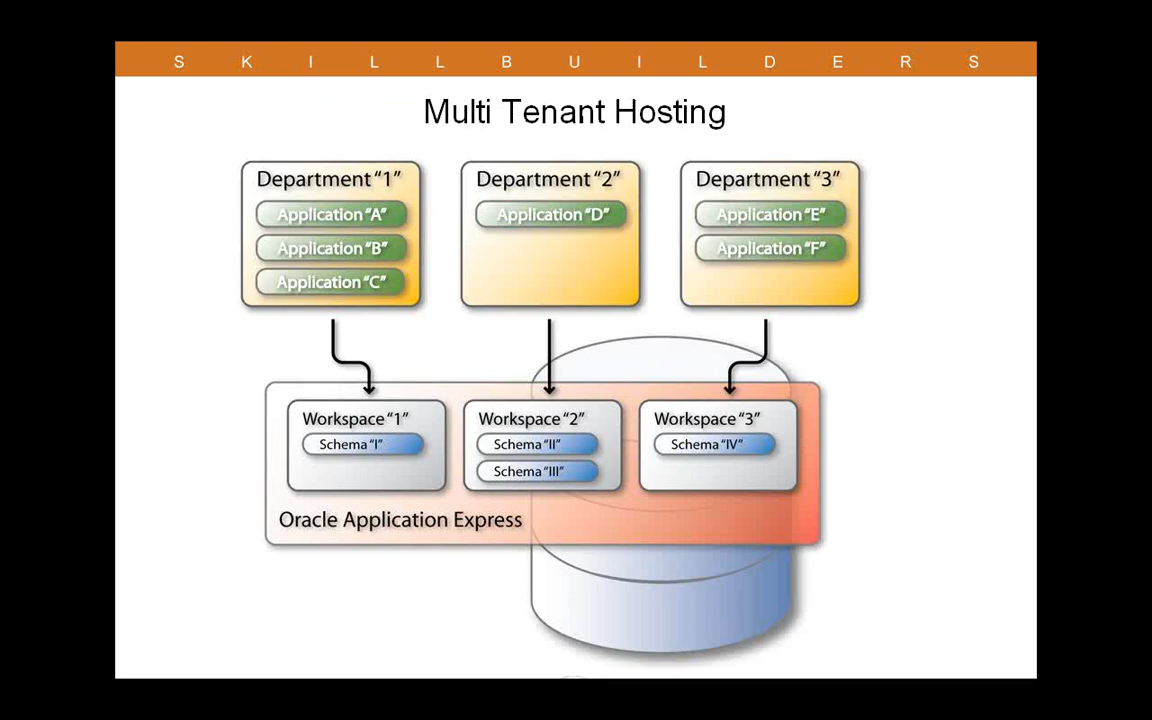 S K I L L B U I L D E R S
Multi Tenant Hosting
Department "1"
Application "A"
Application "B"
Application "C"
Department "2"
Application "D"
Department "3"
Application "E"
Application "F"
Workspace "1"
Schema "I"
Workspace "2"
Schema "II"
Schema "III"
Workspace "3"
Schema "IV"
Oracle Application Express